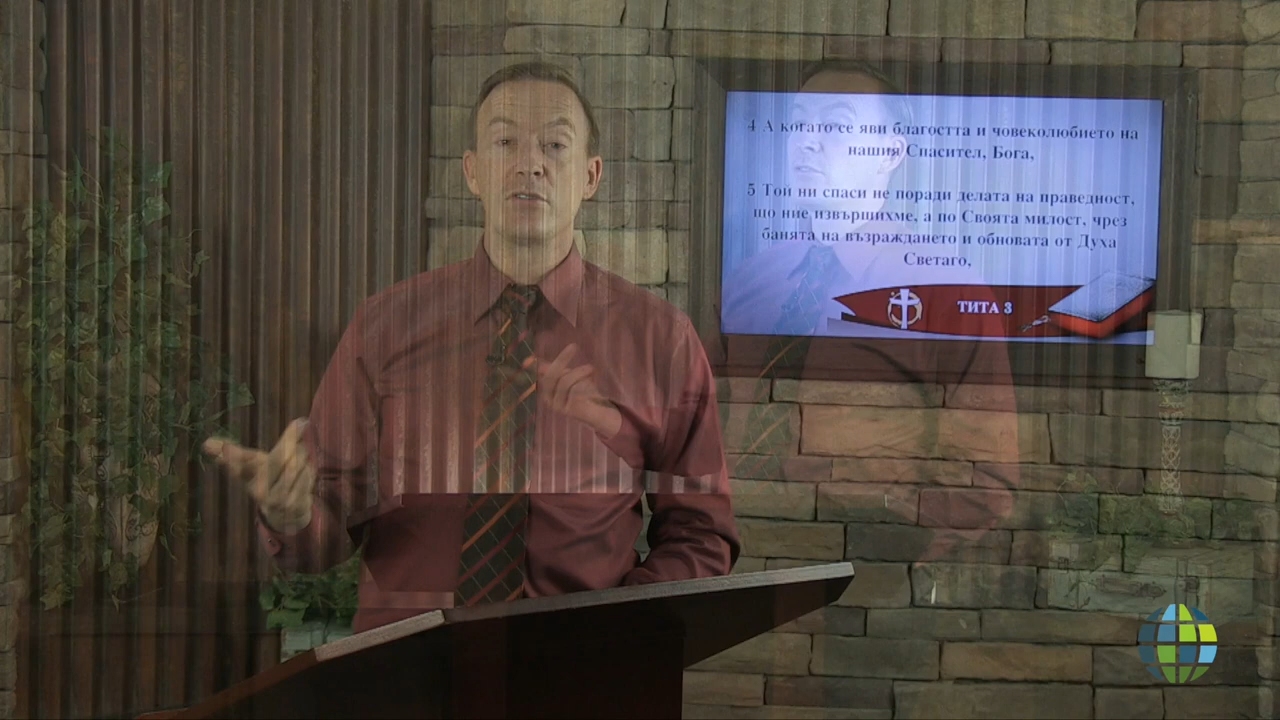 4 А когато се яви благостта и човеколюбието на
нашия Спасител, Бога,
5 Той ни спаси не поради делата на праведност,
що ние извършихме, а по Своята милост, чрез
банята на възраждането и обновата от Духа
Светаго,
ТИТА 3